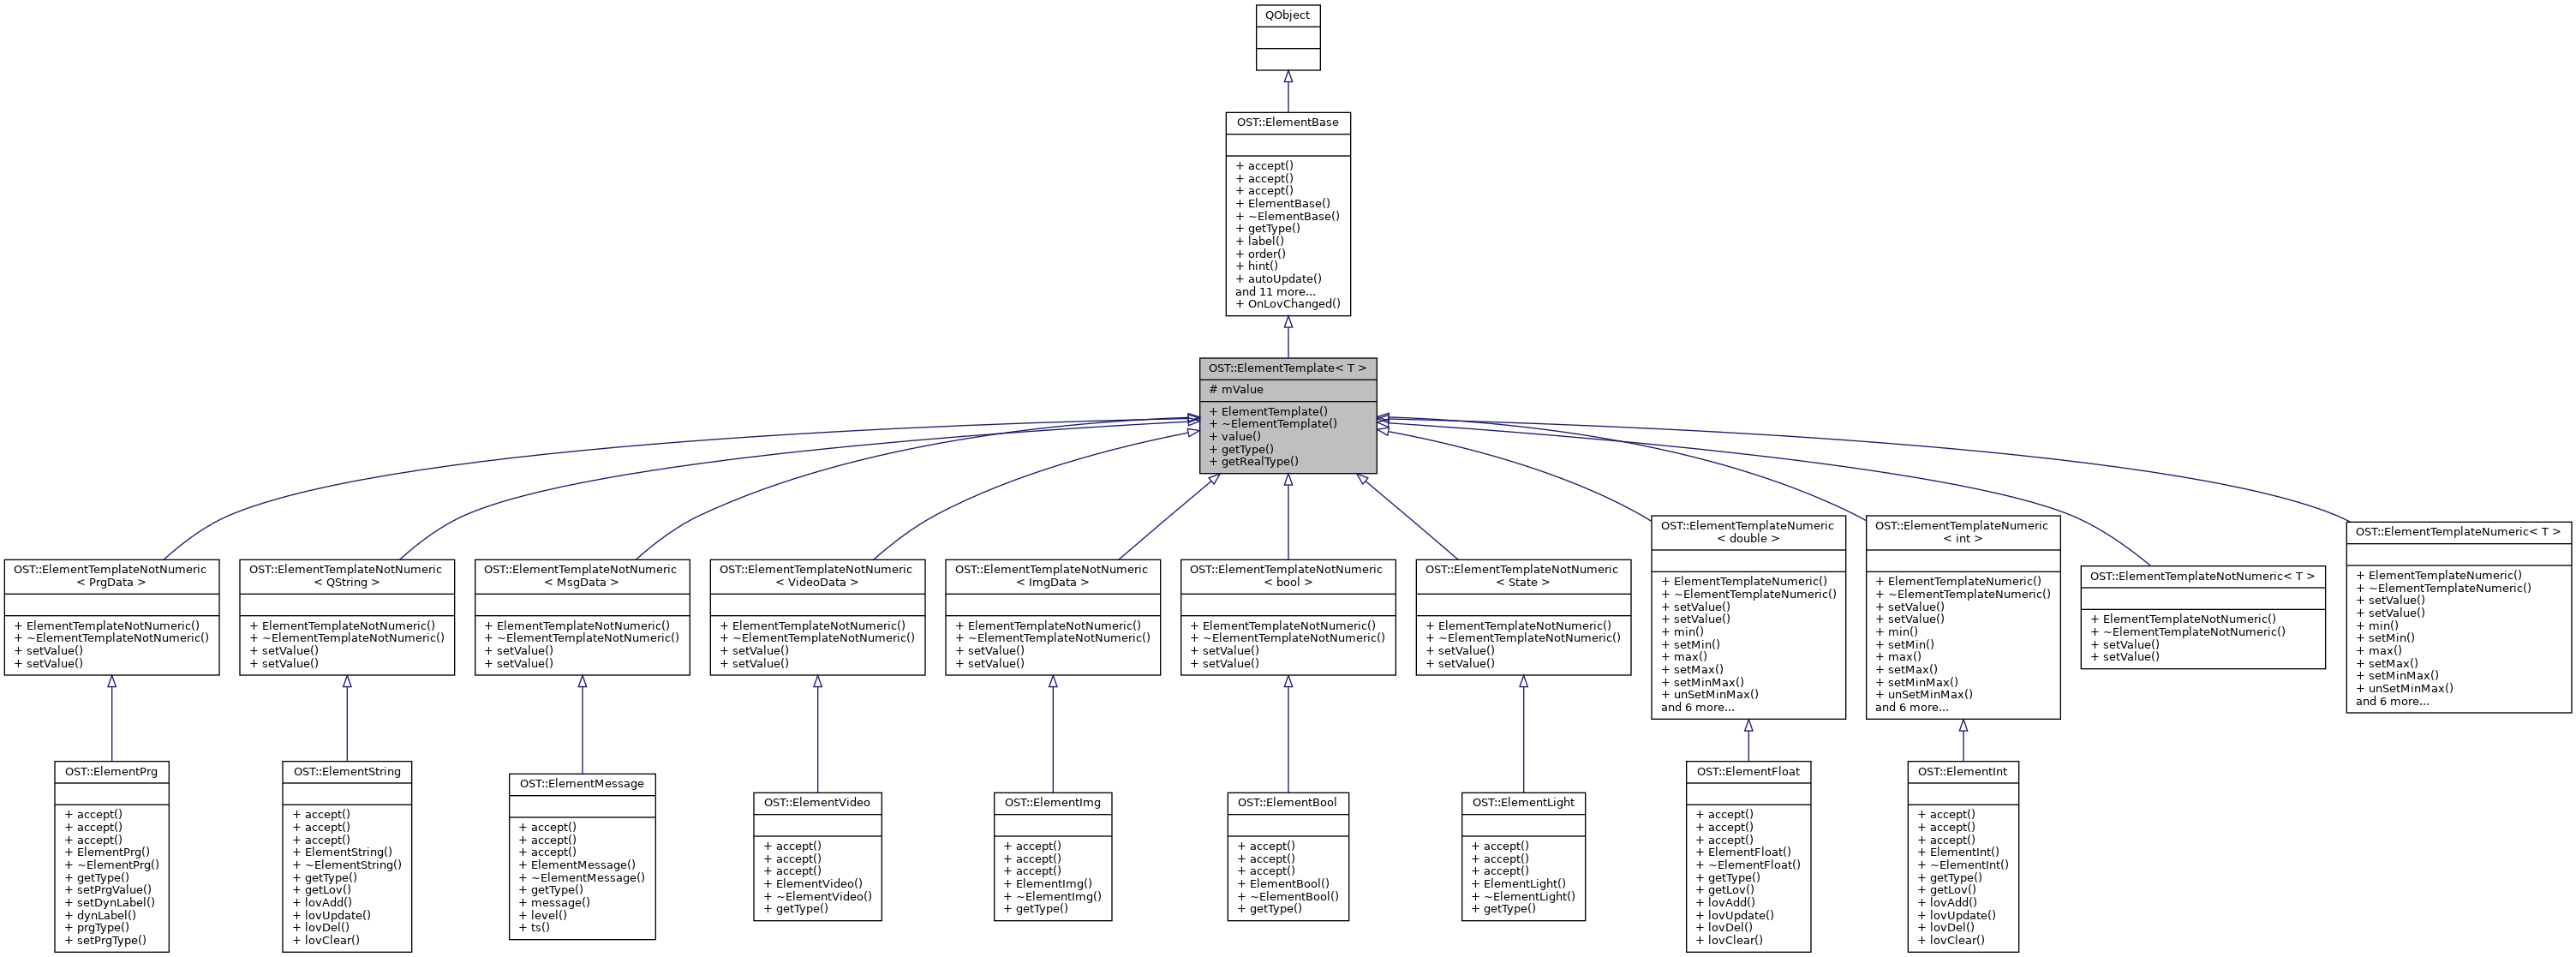 QObject
OST::ElementBase
+ accept()
+ accept()
+ accept()
+ ElementBase()
+ ~ElementBase()
+ getType()
+ label()
+ order()
+ hint()
+ autoUpdate()
and 11 more...
+ OnLovChanged()
OST::ElementTemplate< T >
# mValue
+ ElementTemplate()
+ ~ElementTemplate()
+ value()
+ getType()
+ getRealType()
OST::ElementTemplateNotNumeric
< PrgData >
+ ElementTemplateNotNumeric()
+ ~ElementTemplateNotNumeric()
+ setValue()
+ setValue()
OST::ElementTemplateNotNumeric
< QString >
+ ElementTemplateNotNumeric()
+ ~ElementTemplateNotNumeric()
+ setValue()
+ setValue()
OST::ElementTemplateNotNumeric
< MsgData >
+ ElementTemplateNotNumeric()
+ ~ElementTemplateNotNumeric()
+ setValue()
+ setValue()
OST::ElementTemplateNotNumeric
< VideoData >
+ ElementTemplateNotNumeric()
+ ~ElementTemplateNotNumeric()
+ setValue()
+ setValue()
OST::ElementTemplateNotNumeric
< ImgData >
+ ElementTemplateNotNumeric()
+ ~ElementTemplateNotNumeric()
+ setValue()
+ setValue()
OST::ElementTemplateNotNumeric
< bool >
+ ElementTemplateNotNumeric()
+ ~ElementTemplateNotNumeric()
+ setValue()
+ setValue()
OST::ElementTemplateNotNumeric
< State >
+ ElementTemplateNotNumeric()
+ ~ElementTemplateNotNumeric()
+ setValue()
+ setValue()
OST::ElementTemplateNumeric
< double >
+ ElementTemplateNumeric()
+ ~ElementTemplateNumeric()
+ setValue()
+ setValue()
+ min()
+ setMin()
+ max()
+ setMax()
+ setMinMax()
+ unSetMinMax()
and 6 more...
OST::ElementTemplateNumeric
< int >
+ ElementTemplateNumeric()
+ ~ElementTemplateNumeric()
+ setValue()
+ setValue()
+ min()
+ setMin()
+ max()
+ setMax()
+ setMinMax()
+ unSetMinMax()
and 6 more...
OST::ElementTemplateNotNumeric< T >
+ ElementTemplateNotNumeric()
+ ~ElementTemplateNotNumeric()
+ setValue()
+ setValue()
OST::ElementTemplateNumeric< T >
+ ElementTemplateNumeric()
+ ~ElementTemplateNumeric()
+ setValue()
+ setValue()
+ min()
+ setMin()
+ max()
+ setMax()
+ setMinMax()
+ unSetMinMax()
and 6 more...
OST::ElementPrg
+ accept()
+ accept()
+ accept()
+ ElementPrg()
+ ~ElementPrg()
+ getType()
+ setPrgValue()
+ setDynLabel()
+ dynLabel()
+ prgType()
+ setPrgType()
OST::ElementString
+ accept()
+ accept()
+ accept()
+ ElementString()
+ ~ElementString()
+ getType()
+ getLov()
+ lovAdd()
+ lovUpdate()
+ lovDel()
+ lovClear()
OST::ElementMessage
+ accept()
+ accept()
+ accept()
+ ElementMessage()
+ ~ElementMessage()
+ getType()
+ message()
+ level()
+ ts()
OST::ElementVideo
+ accept()
+ accept()
+ accept()
+ ElementVideo()
+ ~ElementVideo()
+ getType()
OST::ElementImg
+ accept()
+ accept()
+ accept()
+ ElementImg()
+ ~ElementImg()
+ getType()
OST::ElementBool
+ accept()
+ accept()
+ accept()
+ ElementBool()
+ ~ElementBool()
+ getType()
OST::ElementLight
+ accept()
+ accept()
+ accept()
+ ElementLight()
+ ~ElementLight()
+ getType()
OST::ElementFloat
+ accept()
+ accept()
+ accept()
+ ElementFloat()
+ ~ElementFloat()
+ getType()
+ getLov()
+ lovAdd()
+ lovUpdate()
+ lovDel()
+ lovClear()
OST::ElementInt
+ accept()
+ accept()
+ accept()
+ ElementInt()
+ ~ElementInt()
+ getType()
+ getLov()
+ lovAdd()
+ lovUpdate()
+ lovDel()
+ lovClear()